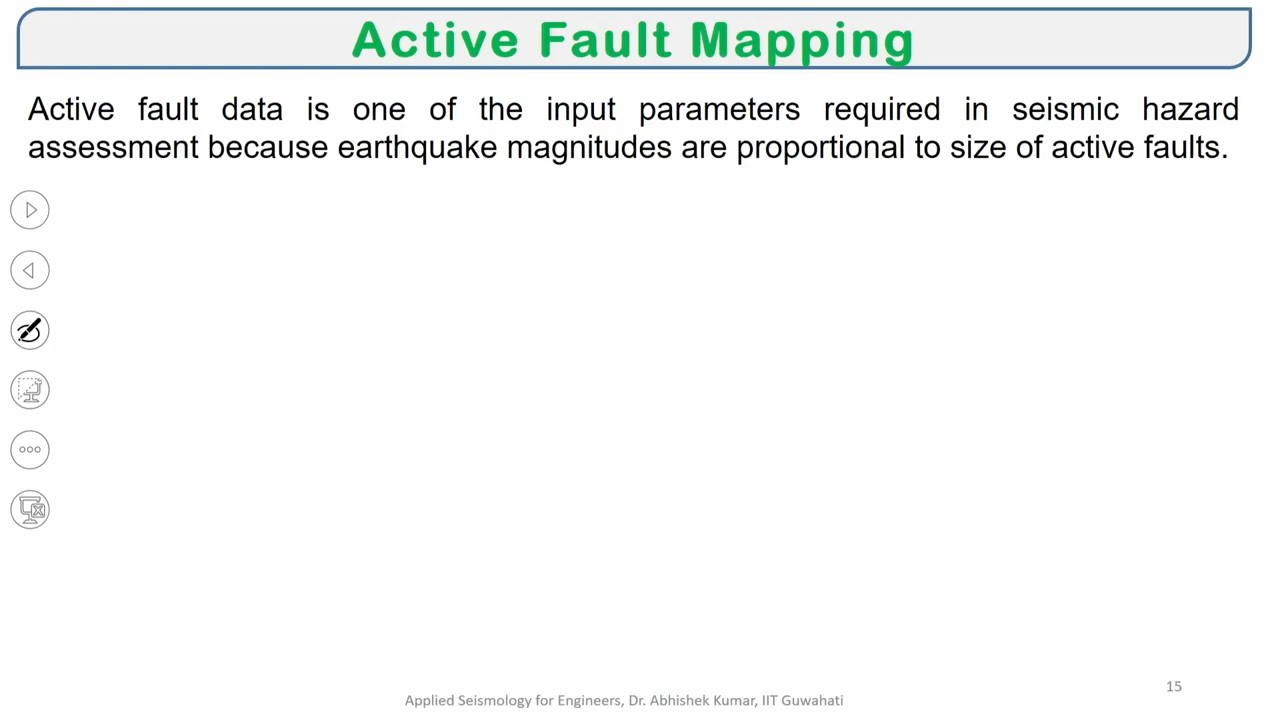 Active Fault Mapping
Active fault data is one of the input parameters required in seismic hazard
assessment because earthquake magnitudes are proportional to size of active faults.
15
Applied Seismology for Engineers, Dr. Abhishek Kumar, IIT Guwahati